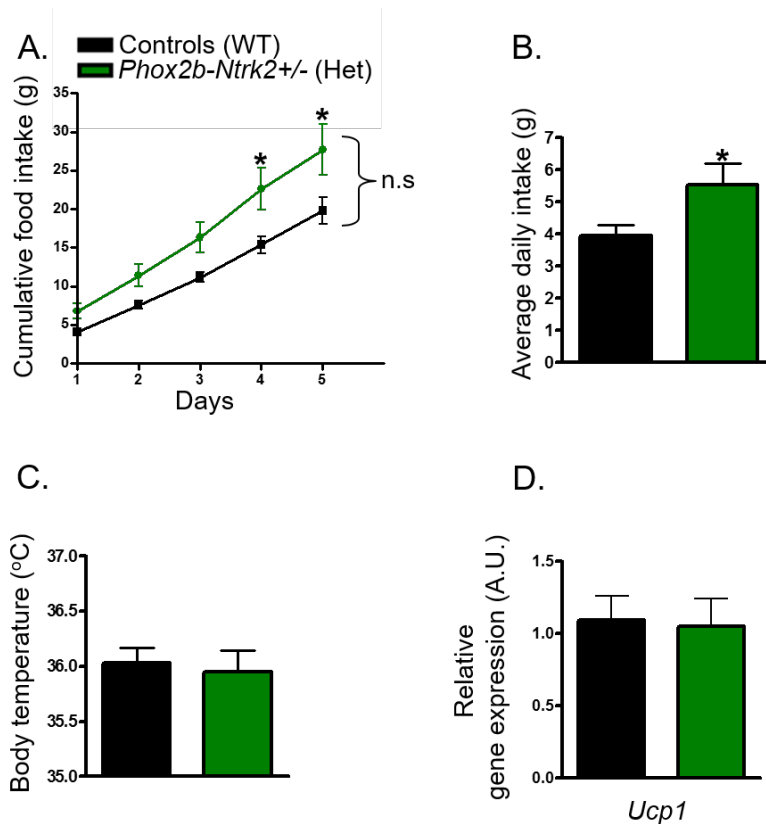 A.
Controls (WT)
Phox2b-Ntrk2+/- (Het)
Cumulative food intake (g)
35
30
25
20
15
10
5
0
1 2 3 4 5
Days
* *
n.s
B.
Average daily intake (g)
7
6
5
4
3
2
1
0
*
C.
Body temperature (ºC)
37.0
36.5
36.0
35.5
35.0
D.
Relative
gene expression (A.U.)
1.5
1.0
0.5
0.0
Ucp1